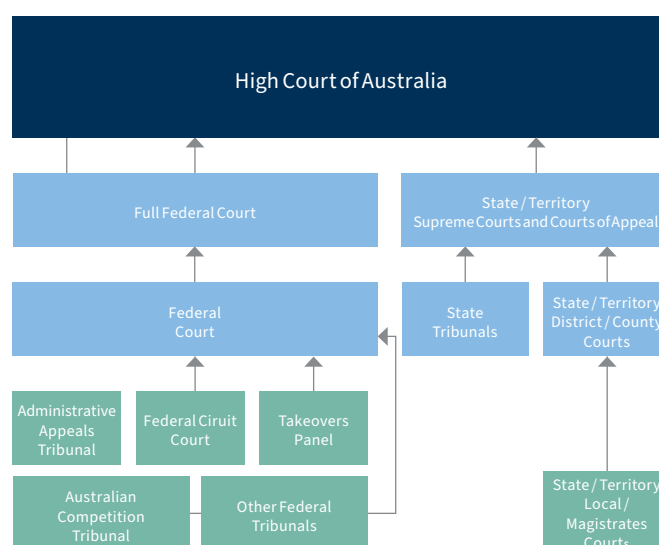 High Court of Australia
Full Federal Court
State / Territory
Supreme Courts and Courts of Appeal
Federal
Court
State
Tribunals
State / Territory
District / County
Courts
Administrative
Appeals
Tribunal
Federal Ciruit
Court
Takeovers
Panel
Australian
Competition
Tribunal
Other Federal
Tribunals
State / Territory
Local /
Magistrates
Courts